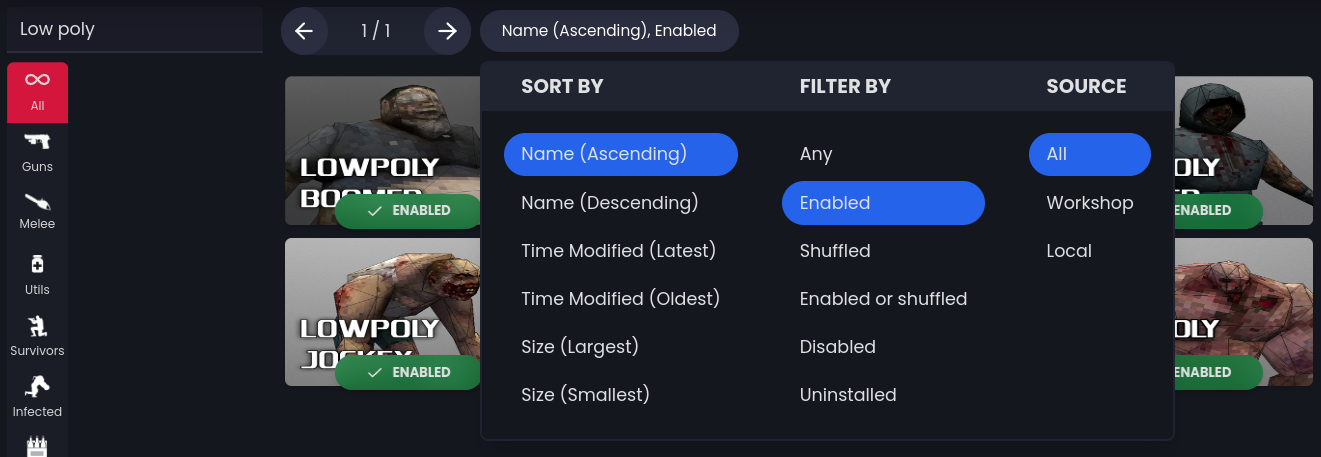 Low poly
1 / 1
Name (Ascending), Enabled
All
Guns
Melee
Utils
Survivors
Infected
SORT BY
Name (Ascending)
Name (Descending)
Time Modified (Latest)
Time Modified (Oldest)
Size (Largest)
Size (Smallest)
FILTER BY
Any
Enabled
Shuffled
Enabled or shuffled
Disabled
Uninstalled
SOURCE
All
Workshop
Local
LOWPOLY
BOOMER
ENABLED
LOWPOLY
JOCKEY
ENABLED
ENABLED
ENABLED